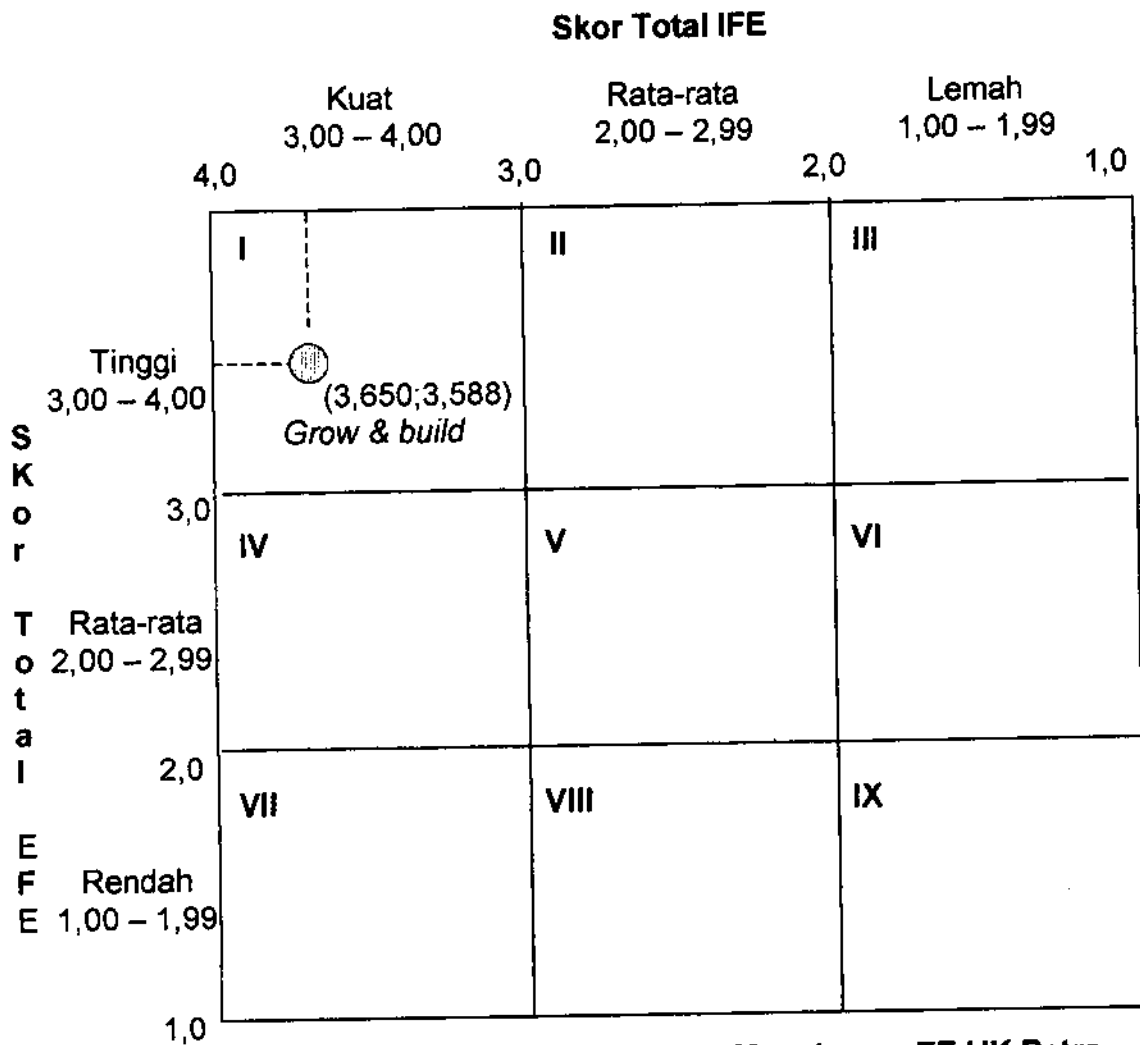 Skor Total IFE
Kuat
3,00 – 4,00
Rata-rata
2,00 – 2,99
Lemah
1,00 – 1,99
4,0
3,0
2,0
1,0
I
II
III
Tinggi
3,00 – 4,00
(3,650;3,588)
Grow & build
SKor Total EFE
3,0
IV
V
VI
Rata-rata
2,00 – 2,99
2,0
VII
VIII
IX
Rendah
1,00 – 1,99
1,0